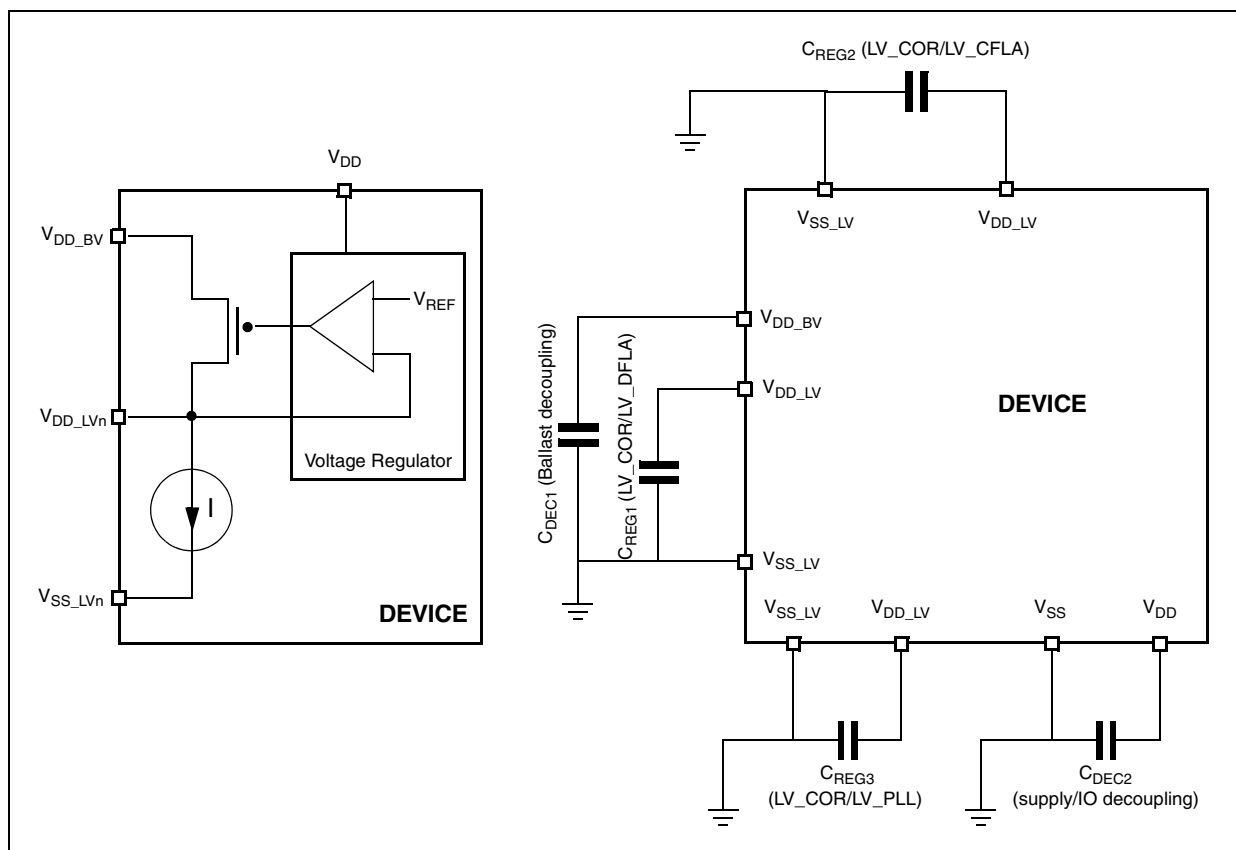 V_DD
V_DD_BV
V_REF
V_DD_LVn
Voltage Regulator
I
V_SS_LVn
DEVICE
C_REG2 (LV_COR/LV_CFLA)
V_SS_LV
V_DD_LV
V_DD_BV
V_DD_LV
DEVICE
C_DEC1 (Ballast decoupling)
C_REG1 (LV_COR/LV_DFLA)
V_SS_LV
V_SS_LV
V_DD_LV
V_SS
V_DD
C_REG3
(LV_COR/LV_PLL)
C_DEC2
(supply/IO decoupling)